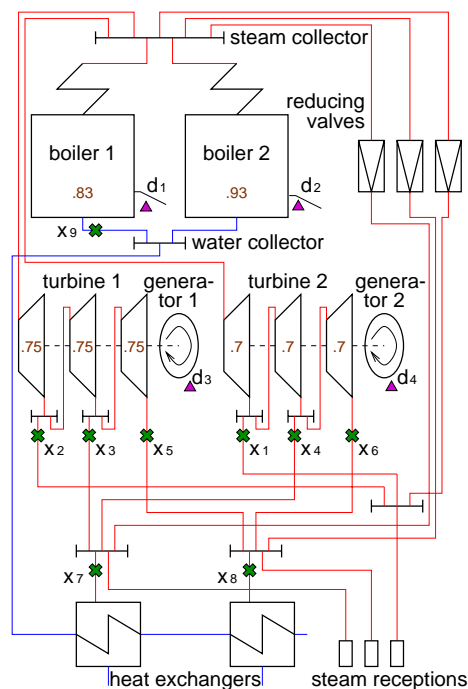 steam collector
reducing
valves
boiler 1
boiler 2
.83
.93
d1
d2
x9
water collector
turbine 1
genera-
tor 1
turbine 2
genera-
tor 2
.75
.75
.75
.7
.7
.7
d3
d4
x2
x3
x5
x1
x4
x6
x7
x8
heat exchangers
steam receptions